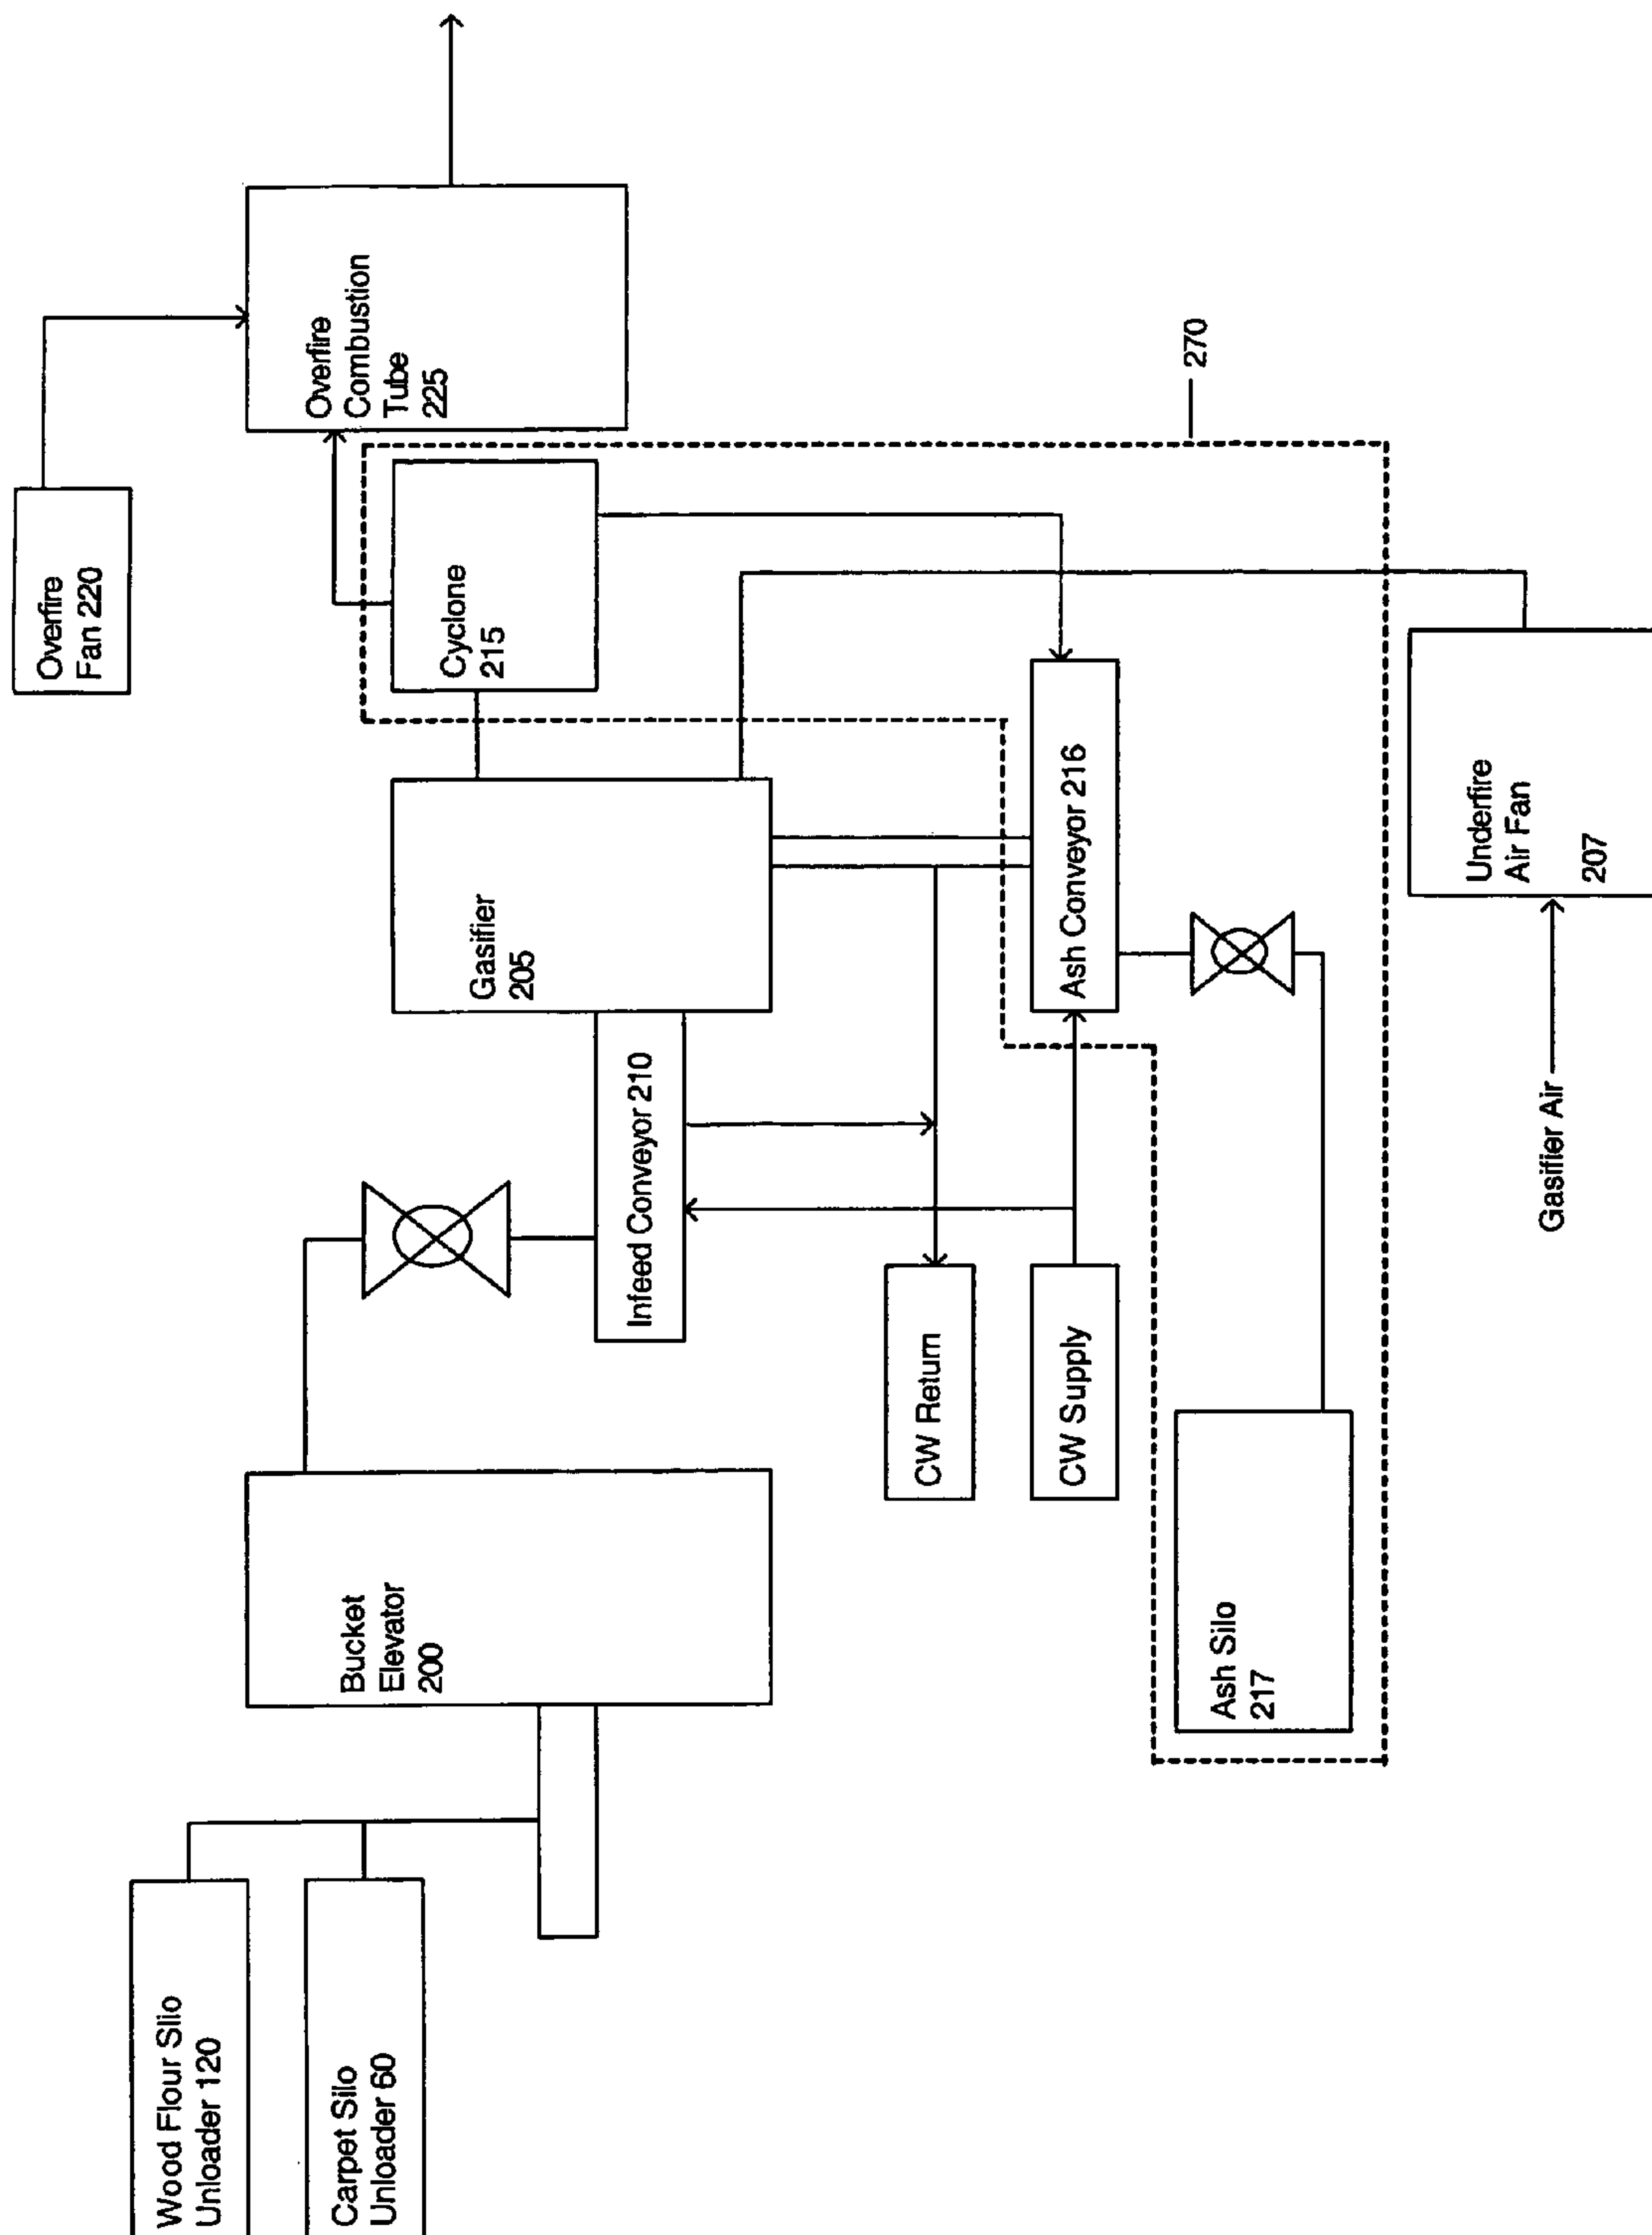 Wood Flour Slio
Unloader 120
Carpet Silo
Unloader 60
Bucket
Elevator
200
Infeed Conveyor 210
Gasifier
205
Cyclone
215
Overfire
Fan 220
Overfire
Combustion
Tube
225
CW Return
CW Supply
Ash Conveyor 216
Ash Silo
217
270
Gasifier Air
Underfire
Air Fan
207